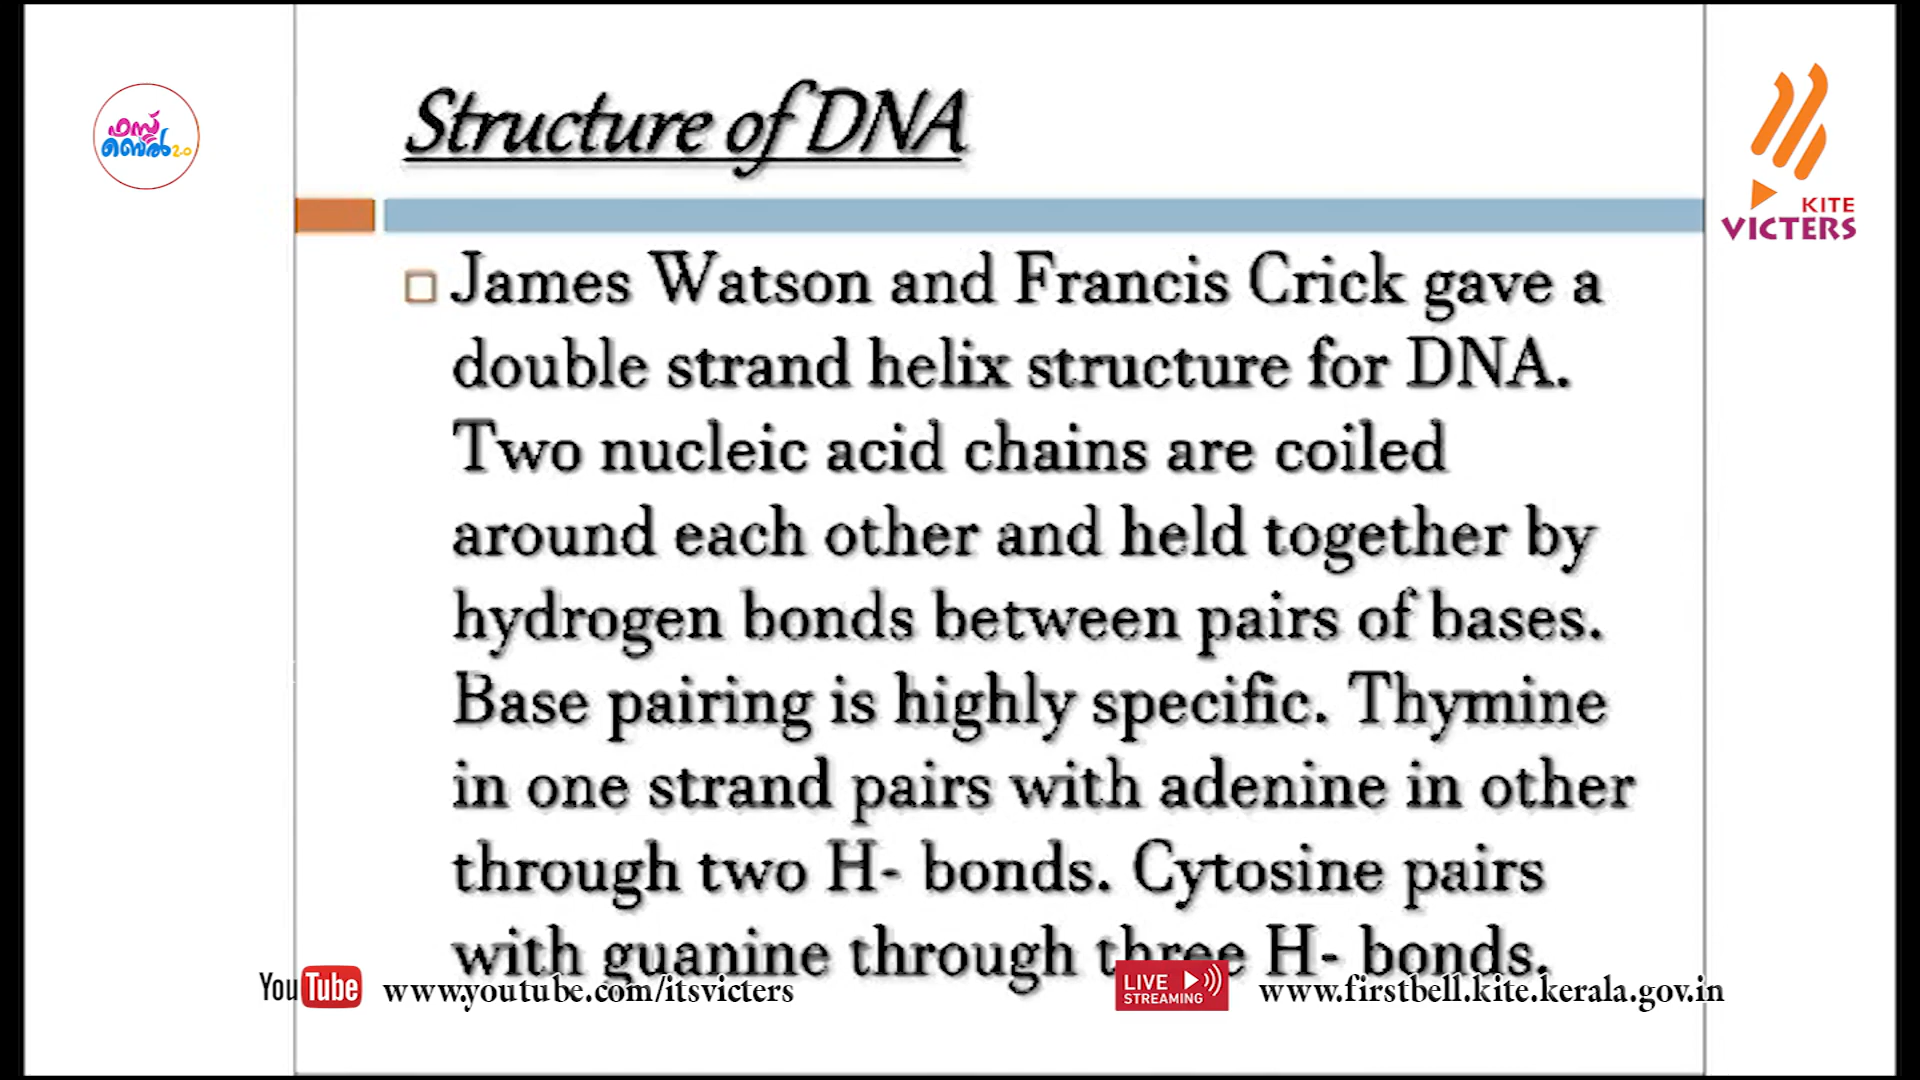 Structure of DNA
ഫസ്റ്റ്
ബെൽ 2.0
KITE
VICTERS
James Watson and Francis Crick gave a
double strand helix structure for DNA.
Two nucleic acid chains are coiled
around each other and held together by
hydrogen bonds between pairs of bases.
Base pairing is highly specific. Thymine
in one strand pairs with adenine in other
through two H- bonds. Cytosine pairs
with guanine through three H- bonds.
YouTube www.youtube.com/itsvicters
LIVE
STREAMING
www.firstbell.kite.kerala.gov.in